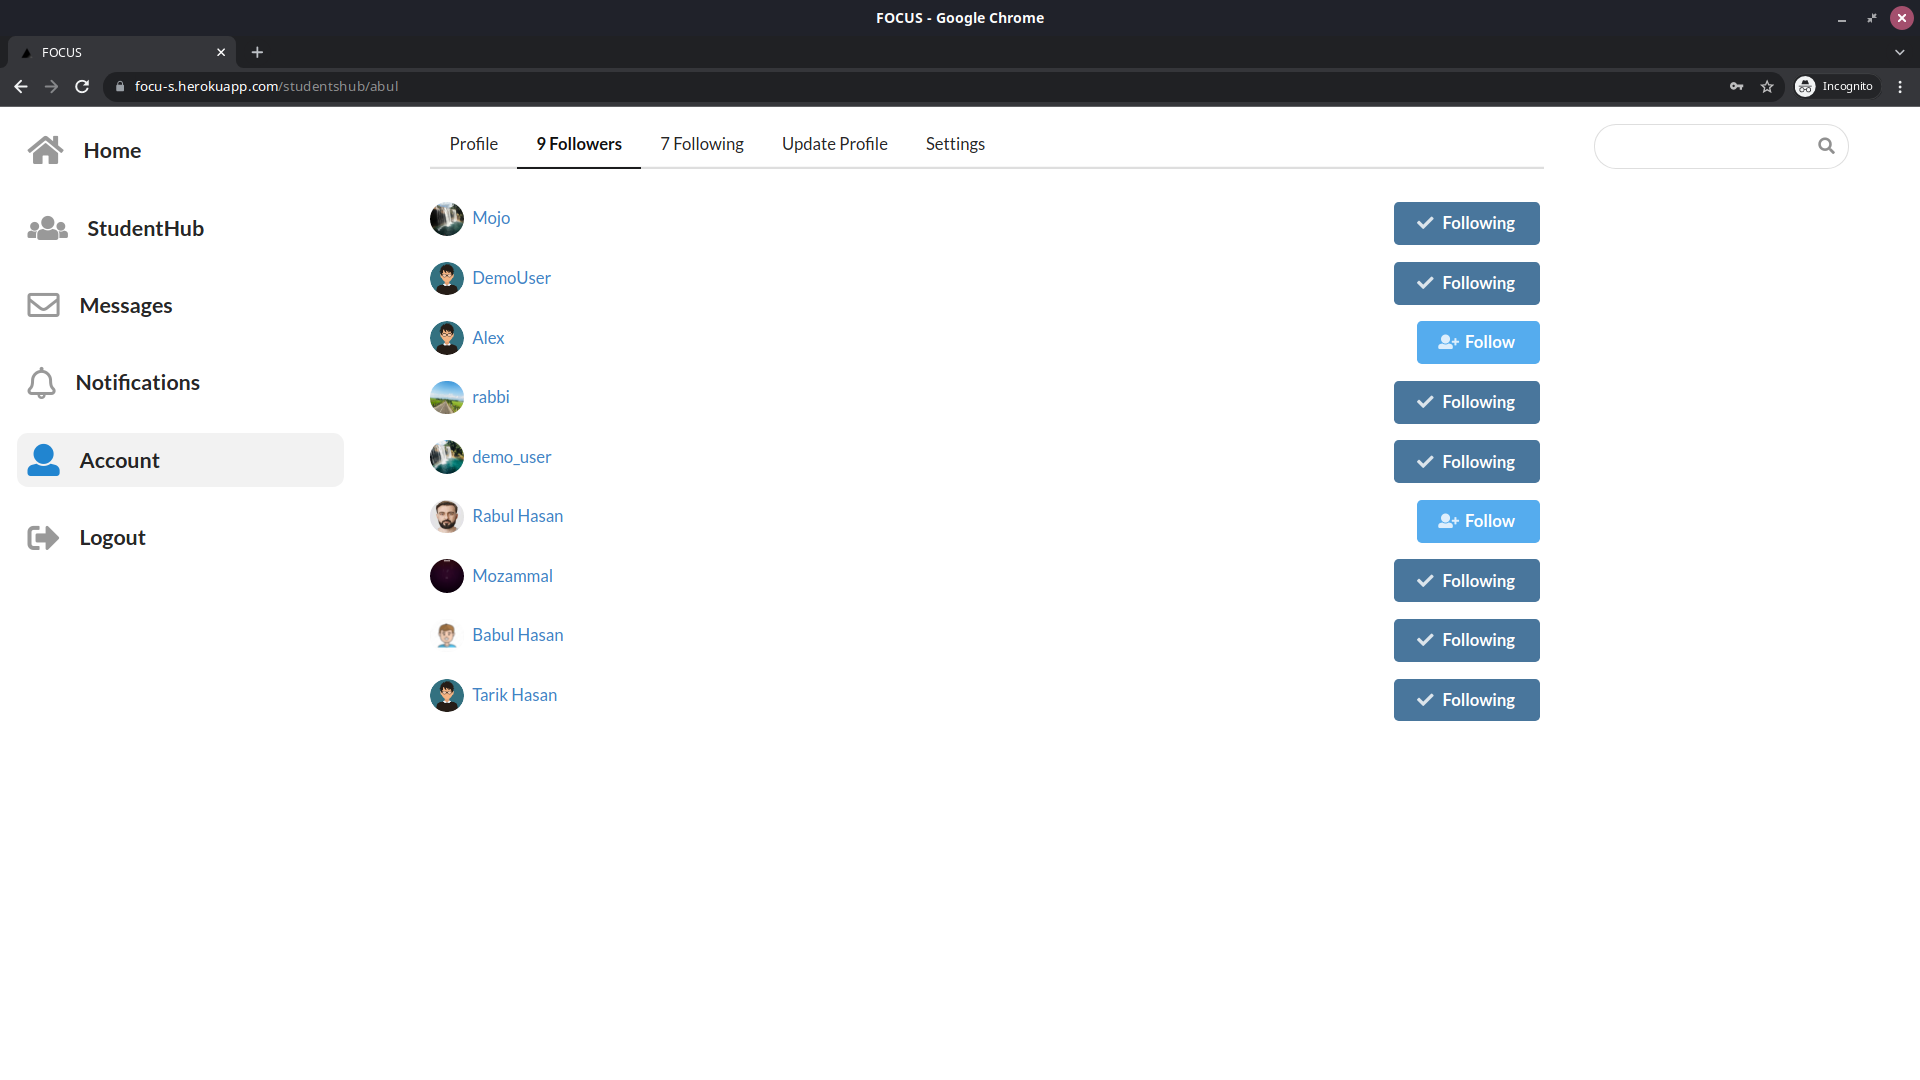 FOCUS - Google Chrome
FOCUS
focu-s.herokuapp.com/studentshub/abul
Incognito
Home
StudentHub
Messages
Notifications
Account
Logout
Profile 9 Followers 7 Following Update Profile Settings
Mojo Following
DemoUser Following
Alex Follow
rabbi Following
demo_user Following
Rabul Hasan Follow
Mozammal Following
Babul Hasan Following
Tarik Hasan Following